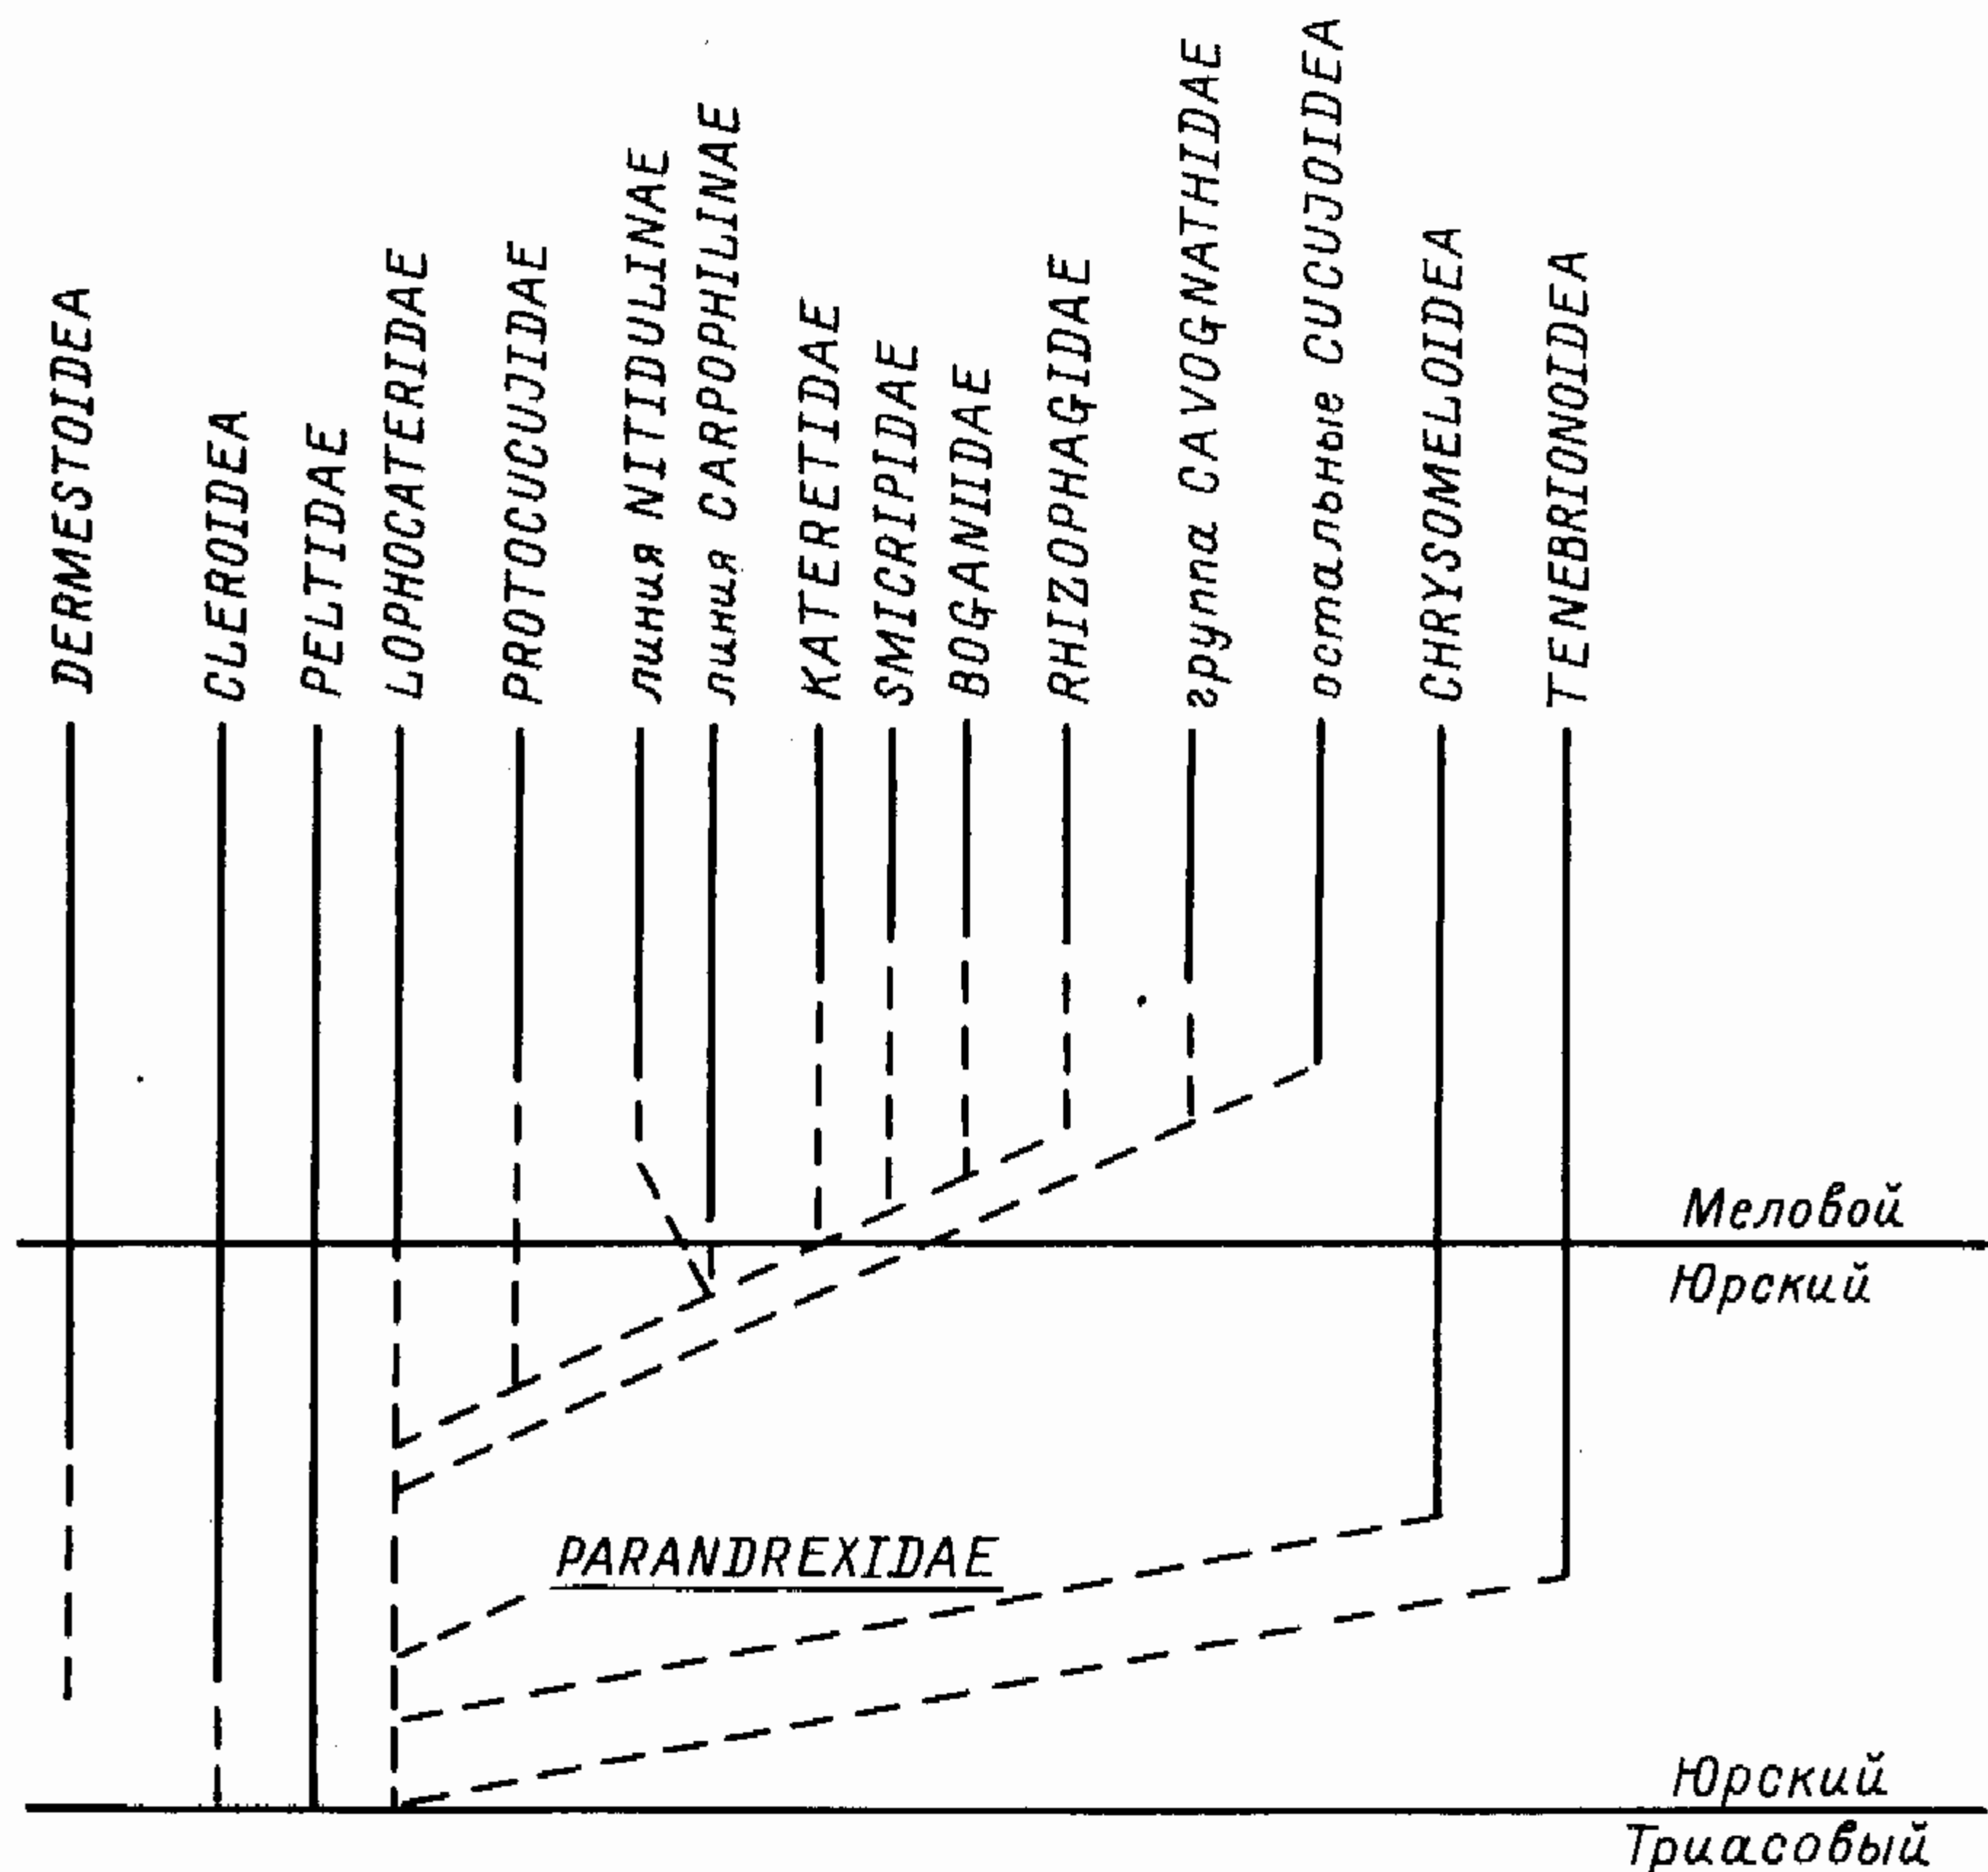 DERMESTOIDEA
CLEROIDEA
PELTIDAE
LOPHOCATERIDAE
PROTOCUCUJIDAE
линия NITIDULINAE
линия CARPOPHILINAE
KATERETIDAE
SMICRIPIDAE
BOGANIIDAE
RHIZOPHAGIDAE
группа CAVOGNATHIDAE
остальные CUCUJOIDEA
CHRYSOMELOIDEA
TENEBRIONOIDEA
Меловой
Юрский
PARANDREXIDAE
Юрский
Триасовый